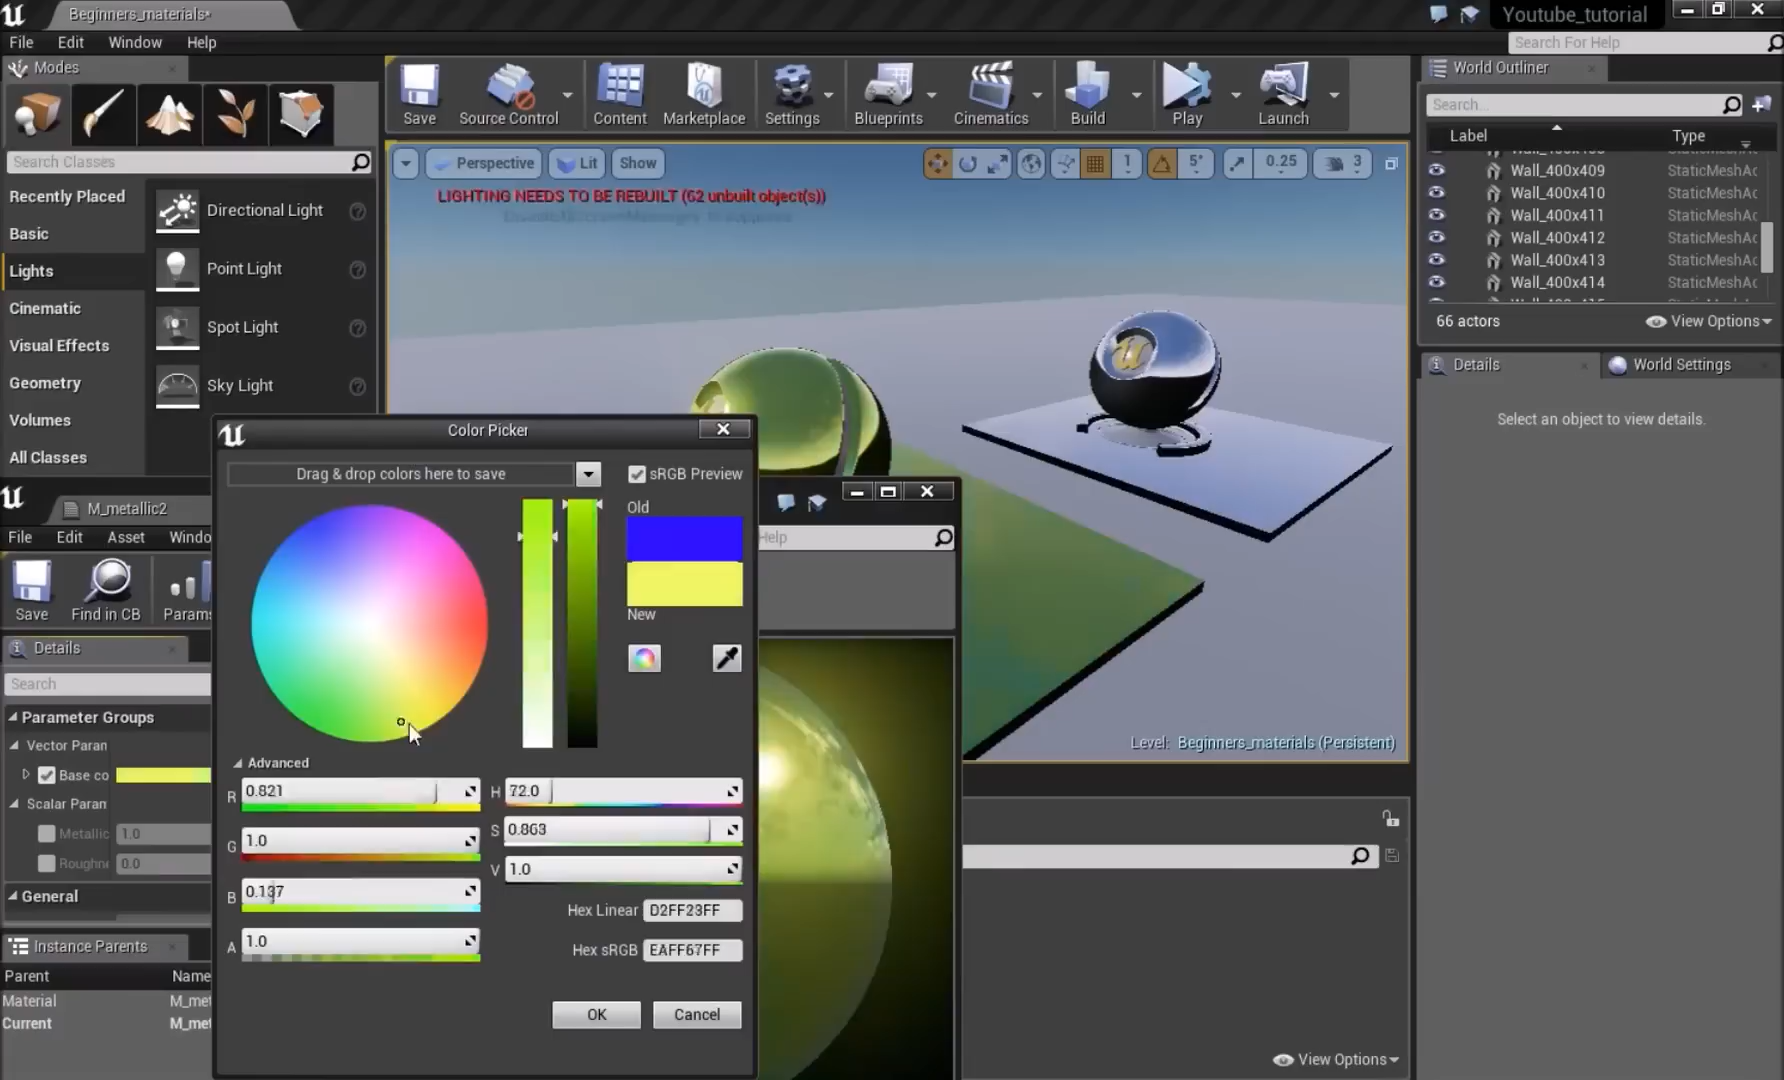 Beginners_materials*
Youtube_tutorial
File Edit Window Help
Search For Help
Modes
Save
Source Control
Content
Marketplace
Settings
Blueprints
Cinematics
Build
Play
Launch
World Outliner
Search...
Label Type
Search Classes
Recently Placed
Basic
Lights
Cinematic
Visual Effects
Geometry
Volumes
All Classes
Directional Light
Point Light
Spot Light
Sky Light
Perspective
Lit
Show
1
5°
0.25
3
LIGHTING NEEDS TO BE REBUILT (62 unbuilt object(s))
Wall_400x409 StaticMeshAc
Wall_400x410 StaticMeshAc
Wall_400x411 StaticMeshAc
Wall_400x412 StaticMeshAc
Wall_400x413 StaticMeshAc
Wall_400x414 StaticMeshAc
66 actors
View Options
Details
World Settings
Select an object to view details.
Level: Beginners_materials (Persistent)
Color Picker
Drag & drop colors here to save
sRGB Preview
Old
New
Advanced
R 0.821
G 1.0
B 0.137
A 1.0
H 72.0
S 0.863
V 1.0
Hex Linear D2FF23FF
Hex sRGB EAFF67FF
OK
Cancel
M_metallic2
File Edit Asset Windo
Help
Save
Find in CB
Params
Details
Search
Parameter Groups
Vector Paran
Base co
Scalar Paran
Metallic 1.0
Roughne 0.0
General
Instance Parents
Parent Name
Material M_met
Current M_met
View Options